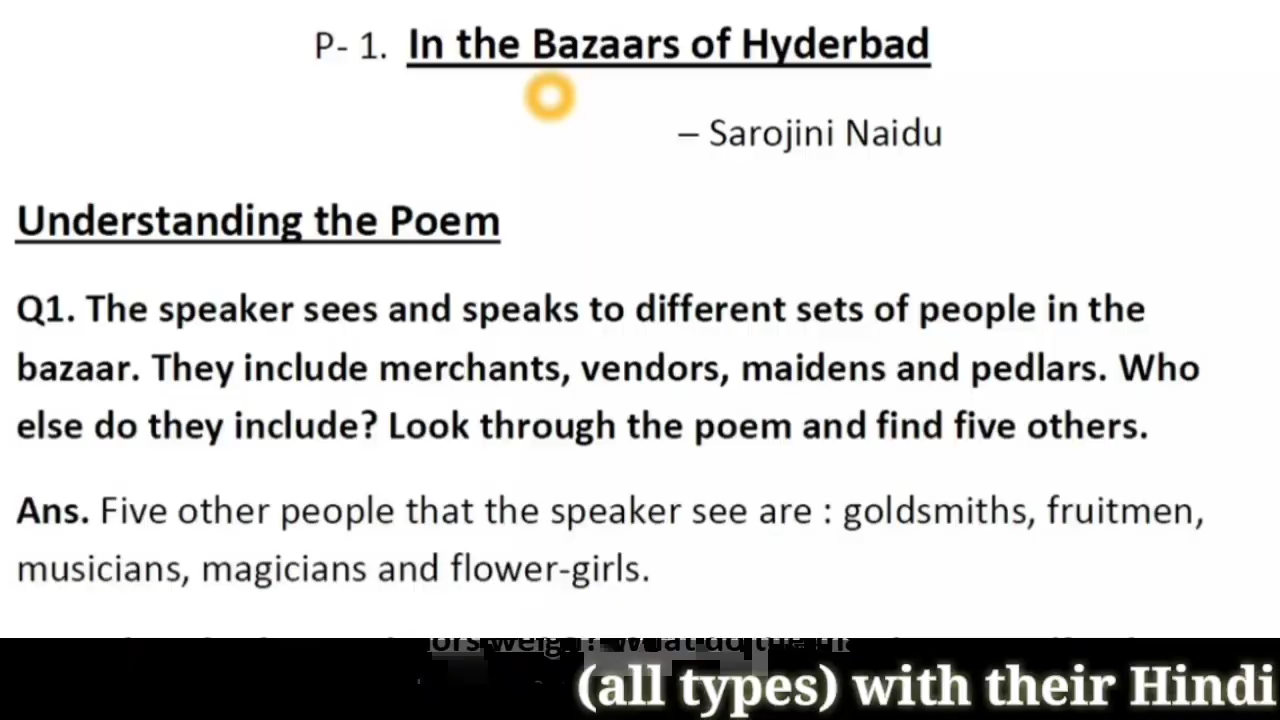 P- 1. In the Bazaars of Hyderbad
– Sarojini Naidu
Understanding the Poem
Q1. The speaker sees and speaks to different sets of people in the
bazaar. They include merchants, vendors, maidens and pedlars. Who
else do they include? Look through the poem and find five others.
Ans. Five other people that the speaker see are : goldsmiths, fruitmen,
musicians, magicians and flower-girls.
(all types) with their Hindi